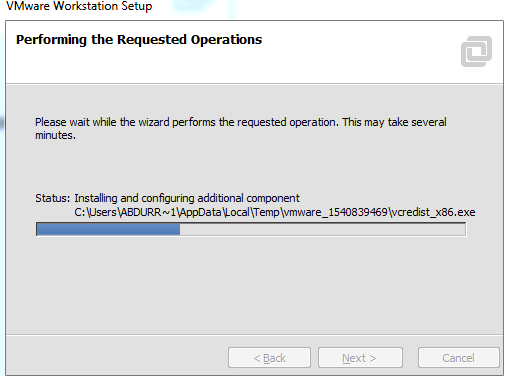 VMware Workstation Setup
Performing the Requested Operations
Please wait while the wizard performs the requested operation. This may take several
minutes.
Status: Installing and configuring additional component
C:\Users\ABDURR~1\AppData\Local\Temp\vmware_1540839469\vcredist_x86.exe
< Back
Next >
Cancel